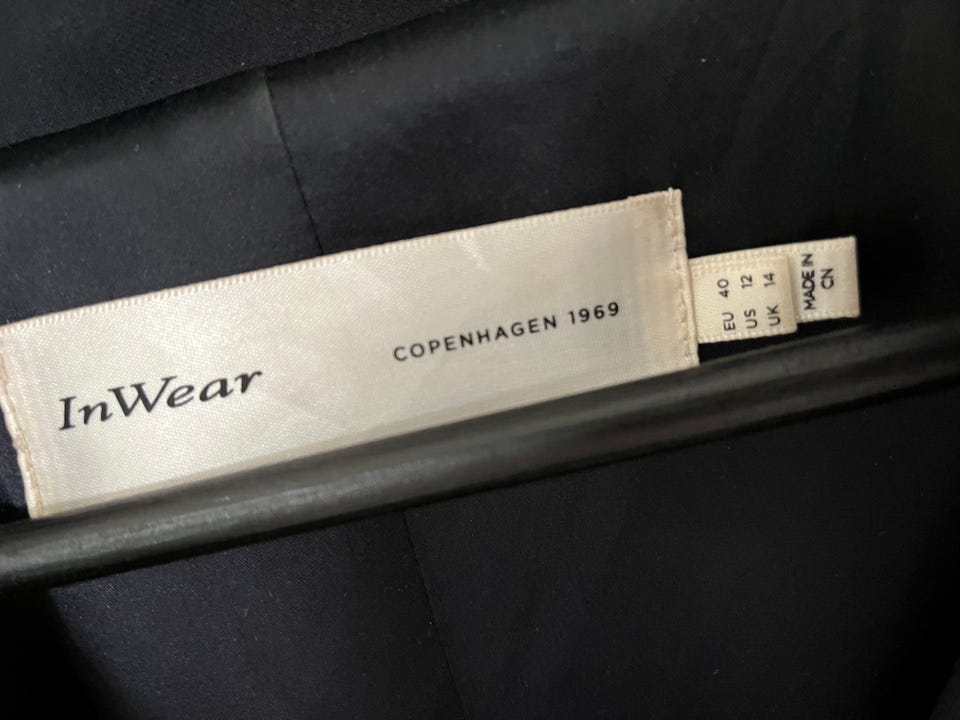 InWear
COPENHAGEN 1969
EU 40
US 12
UK 14
MADE IN
CN